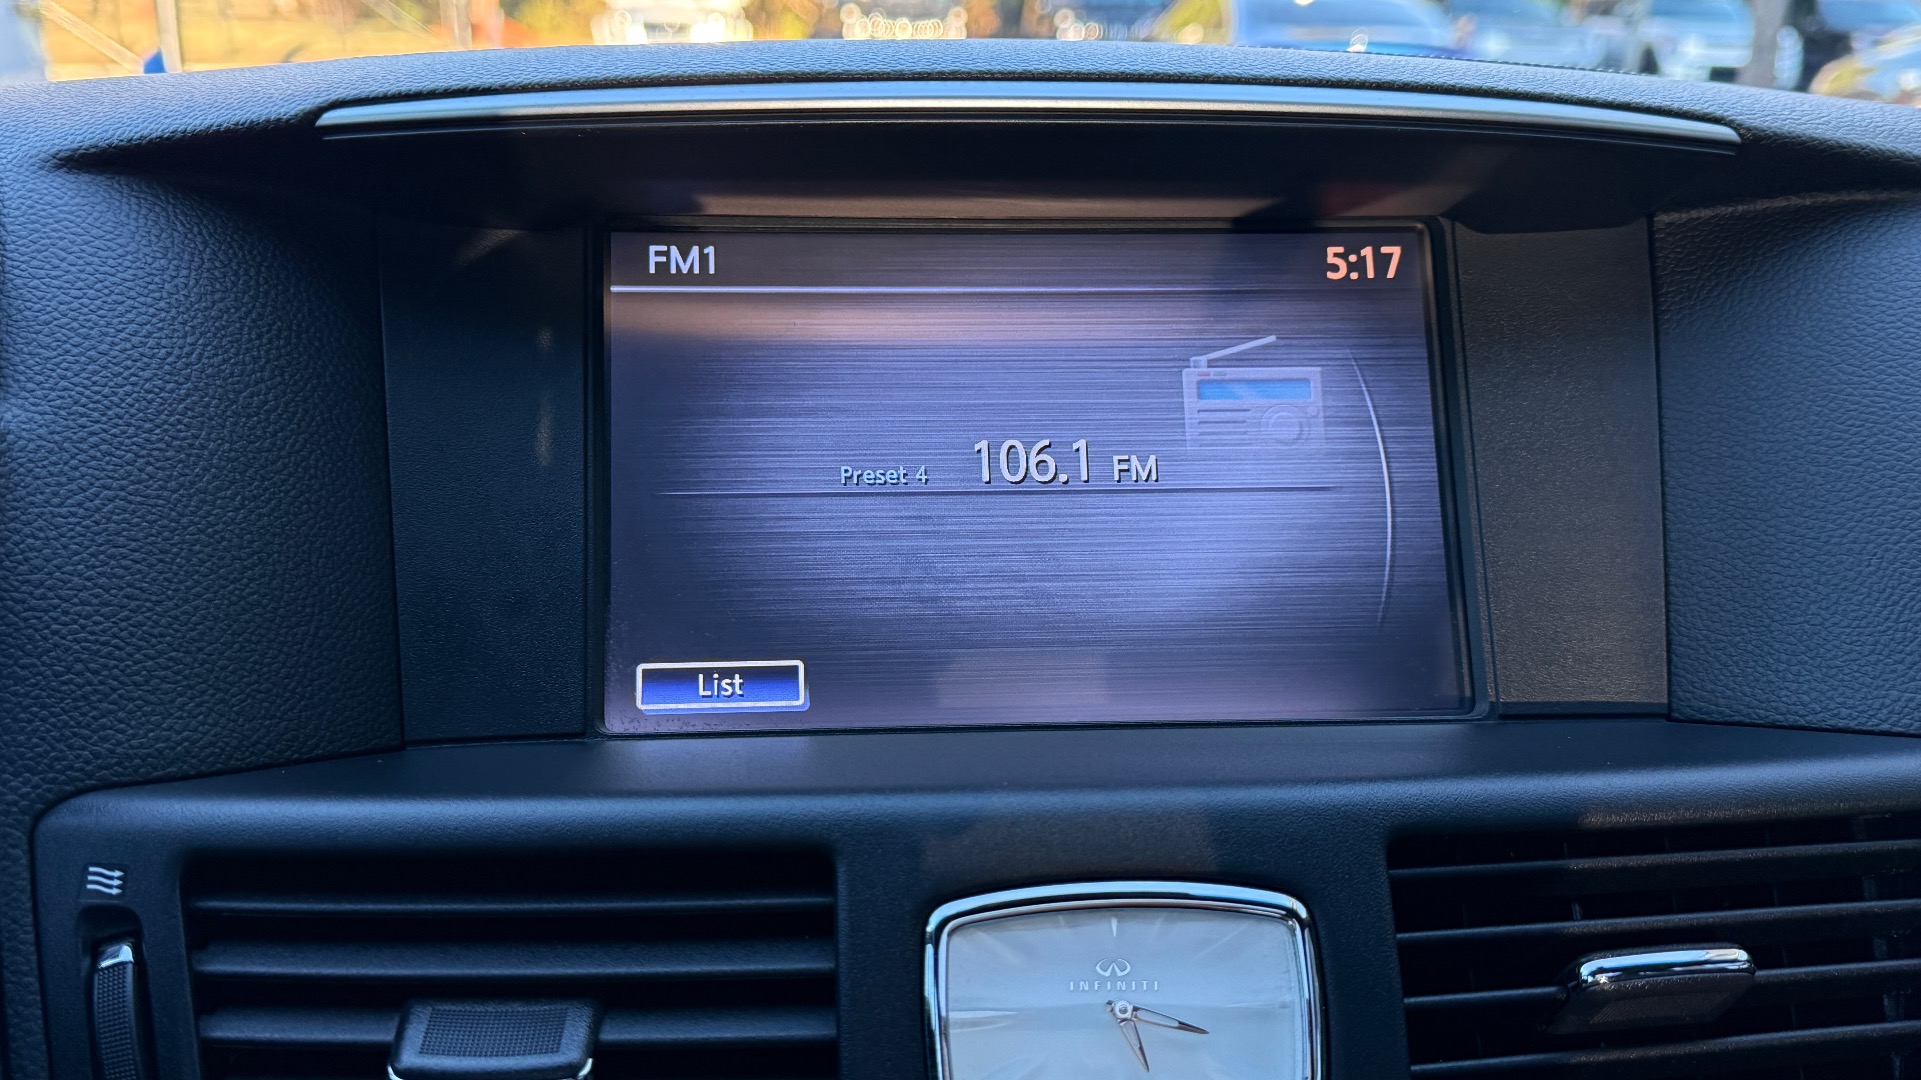 FM1
5:17
Preset 4 106.1 FM
List
INFINITI